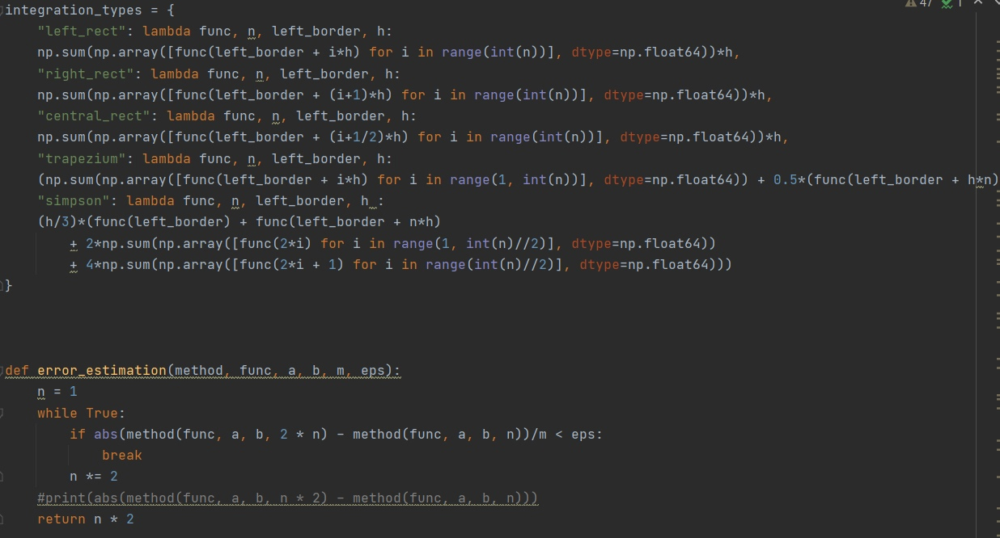 47 1
integration_types = {
"left_rect": lambda func, n, left_border, h:
np.sum(np.array([func(left_border + i*h) for i in range(int(n))], dtype=np.float64))*h,
"right_rect": lambda func, n, left_border, h:
np.sum(np.array([func(left_border + (i+1)*h) for i in range(int(n))], dtype=np.float64))*h,
"central_rect": lambda func, n, left_border, h:
np.sum(np.array([func(left_border + (i+1/2)*h) for i in range(int(n))], dtype=np.float64))*h,
"trapezium": lambda func, n, left_border, h:
(np.sum(np.array([func(left_border + i*h) for i in range(1, int(n))], dtype=np.float64)) + 0.5*(func(left_border + h*n)
"simpson": lambda func, n, left_border, h :
(h/3)*(func(left_border) + func(left_border + n*h)
+ 2*np.sum(np.array([func(2*i) for i in range(1, int(n)//2)], dtype=np.float64))
+ 4*np.sum(np.array([func(2*i + 1) for i in range(int(n)//2)], dtype=np.float64)))
}
def error_estimation(method, func, a, b, m, eps):
n = 1
while True:
if abs(method(func, a, b, 2 * n) - method(func, a, b, n))/m < eps:
break
n *= 2
#print(abs(method(func, a, b, n * 2) - method(func, a, b, n)))
return n * 2